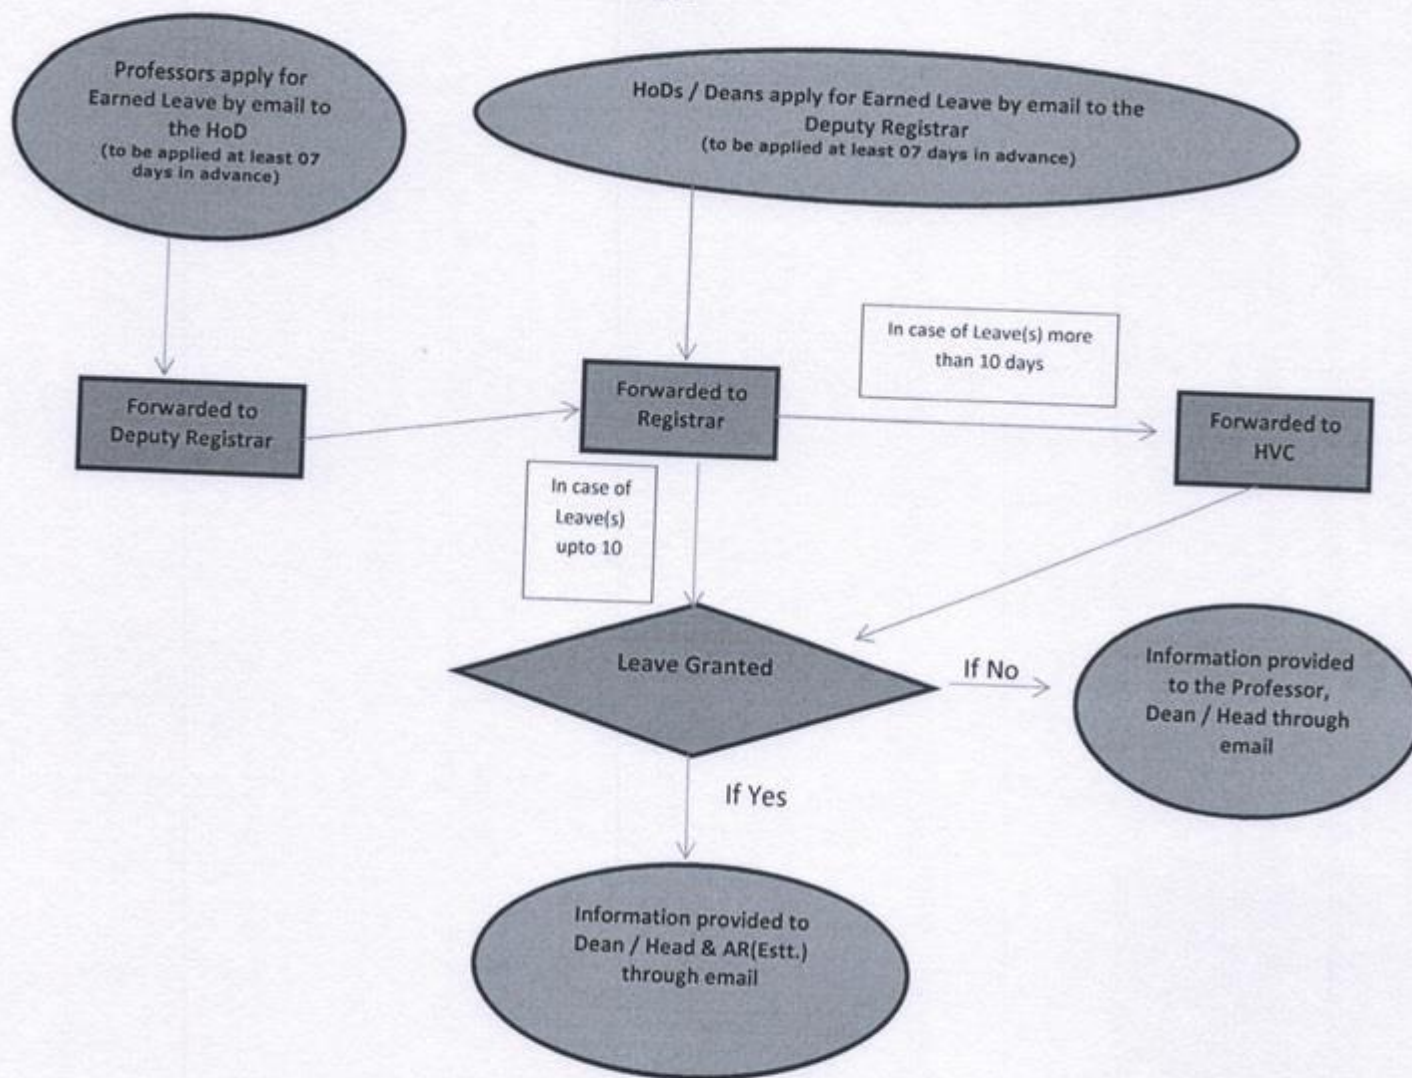 Professors apply for
Earned Leave by email to
the HoD
(to be applied at least 07
days in advance)
HoDs / Deans apply for Earned Leave by email to the
Deputy Registrar
(to be applied at least 07 days in advance)
In case of Leave(s) more
than 10 days
Forwarded to
Deputy Registrar
Forwarded to
Registrar
Forwarded to
HVC
In case of
Leave(s)
upto 10
Leave Granted
If No
Information provided
to the Professor,
Dean / Head through
email
If Yes
Information provided to
Dean / Head & AR(Estt.)
through email